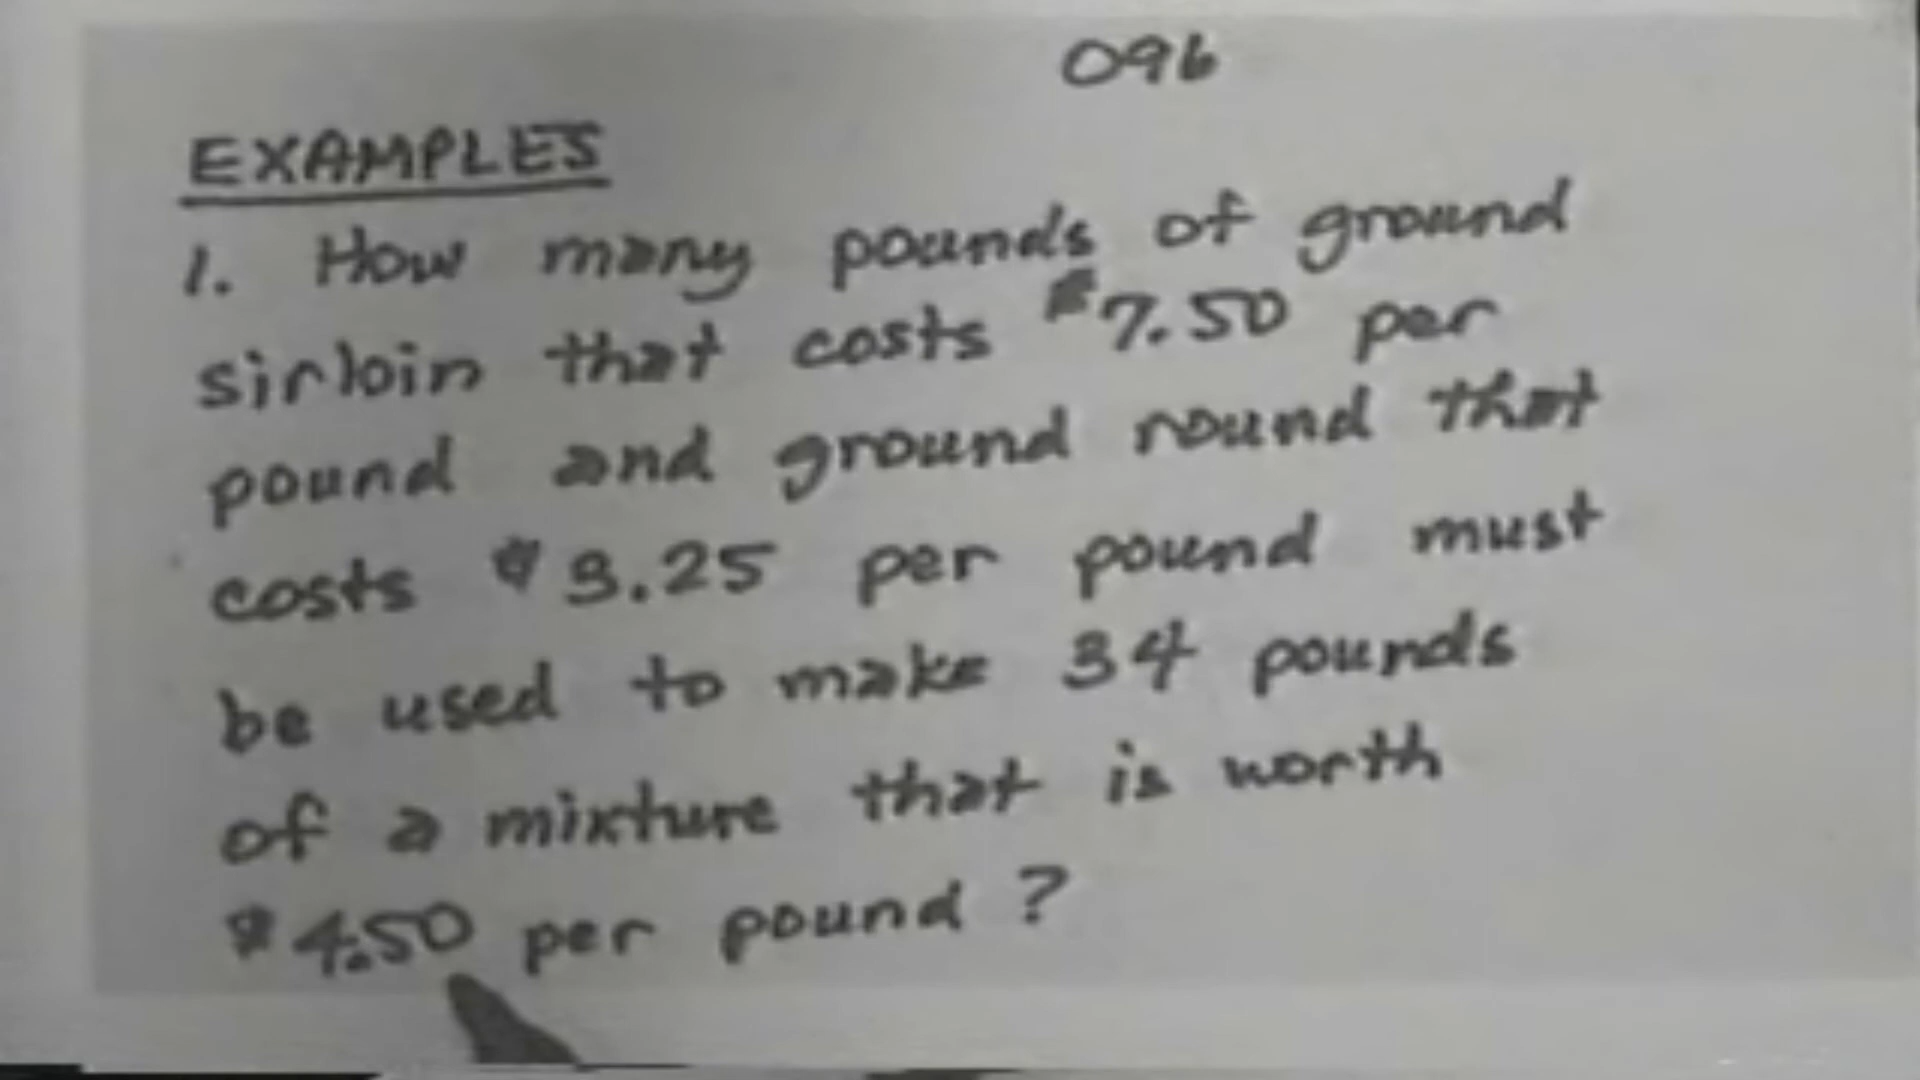 096
EXAMPLES
1. How many pounds of ground
sirloin that costs $7.50 per
pound and ground round that
costs $3.25 per pound must
be used to make 34 pounds
of a mixture that is worth
$4.50 per pound?